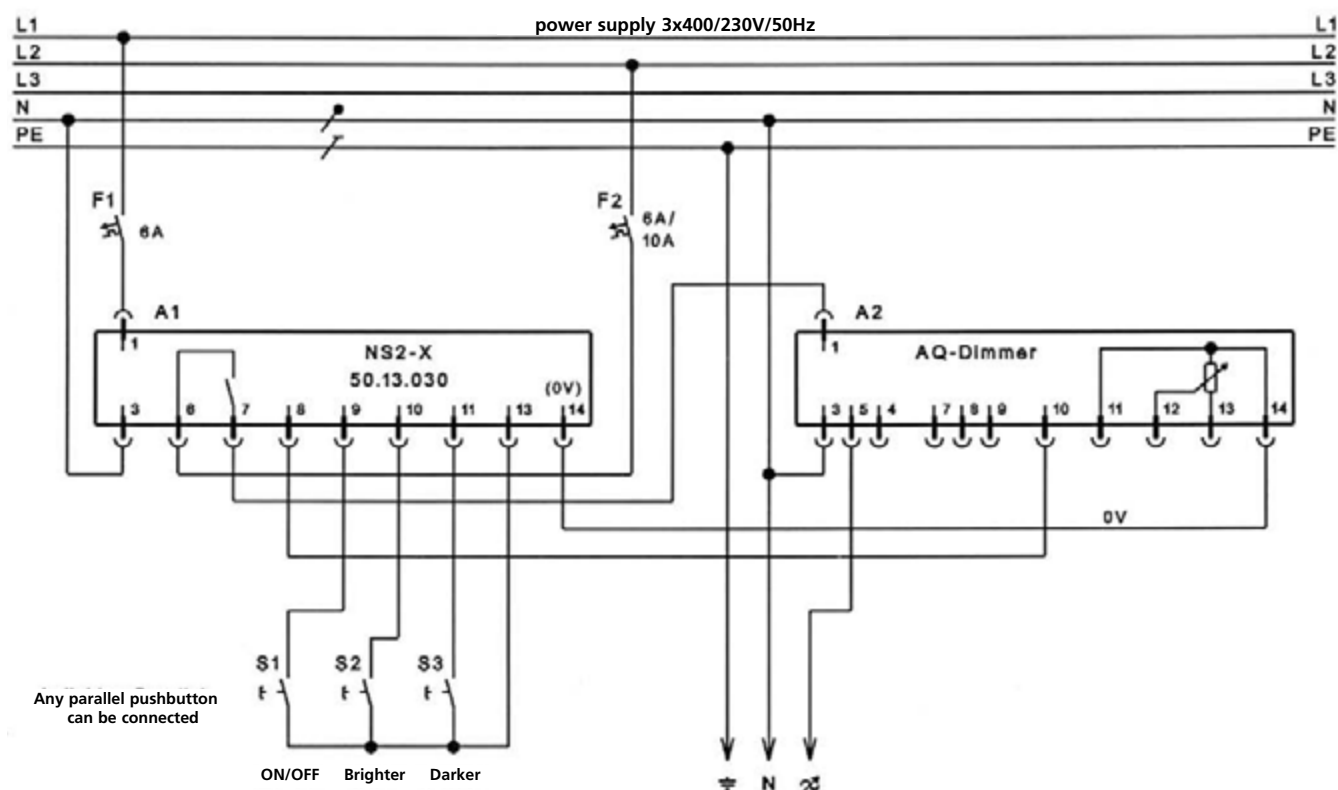 power supply 3x400/230V/50Hz
L1 L1
L2 L2
L3 L3
N N
PE PE
F1
6A
F2
6A/
10A
A1
1
NS2-X
50.13.030
(0V)
3 6 7 8 9 10 11 13 14
A2
1
AQ-Dimmer
3 5 4 7 8 9 10 11 12 13 14
0V
S1 S2 S3
Any parallel pushbutton
can be connected
ON/OFF Brighter Darker
N